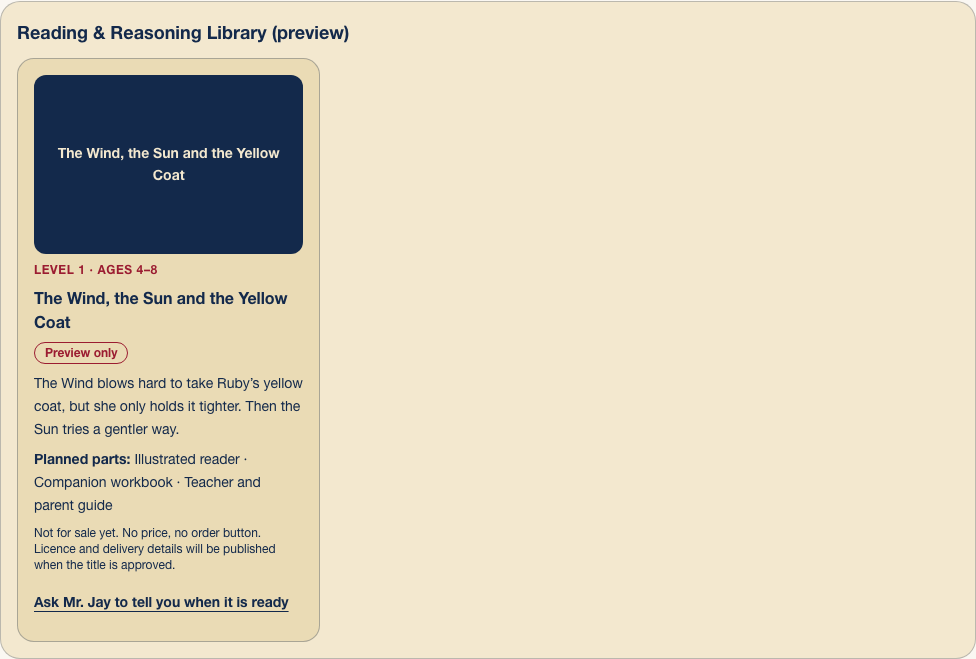 Reading & Reasoning Library (preview)
The Wind, the Sun and the Yellow
Coat
LEVEL 1 · AGES 4–8
The Wind, the Sun and the Yellow
Coat
Preview only
The Wind blows hard to take Ruby’s yellow
coat, but she only holds it tighter. Then the
Sun tries a gentler way.
Planned parts: Illustrated reader ·
Companion workbook · Teacher and
parent guide
Not for sale yet. No price, no order button.
Licence and delivery details will be published
when the title is approved.
Ask Mr. Jay to tell you when it is ready